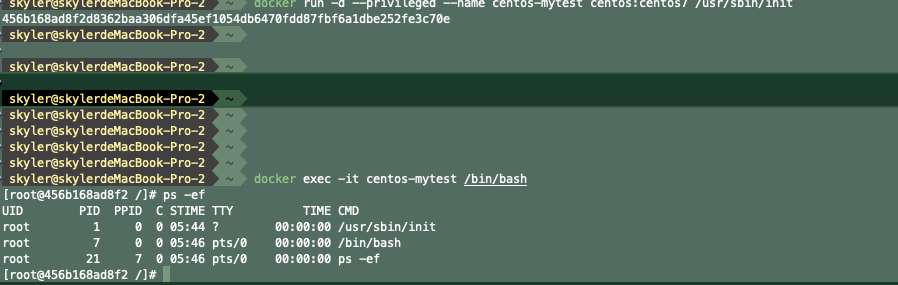 docker run -d --privileged --name centos-mytest centos:centos7 /usr/sbin/init
456b168ad8f2d8362baa306dfa45ef1054db6470fdd87fbf6a1dbe252fe3c70e
skyler@skylerdeMacBook-Pro-2 ~
skyler@skylerdeMacBook-Pro-2 ~
skyler@skylerdeMacBook-Pro-2 ~
skyler@skylerdeMacBook-Pro-2 ~
skyler@skylerdeMacBook-Pro-2 ~
skyler@skylerdeMacBook-Pro-2 ~
skyler@skylerdeMacBook-Pro-2 ~
skyler@skylerdeMacBook-Pro-2 ~ docker exec -it centos-mytest /bin/bash
[root@456b168ad8f2 /]# ps -ef
UID PID PPID C STIME TTY TIME CMD
root 1 0 0 05:44 ? 00:00:00 /usr/sbin/init
root 7 0 0 05:46 pts/0 00:00:00 /bin/bash
root 21 7 0 05:46 pts/0 00:00:00 ps -ef
[root@456b168ad8f2 /]#